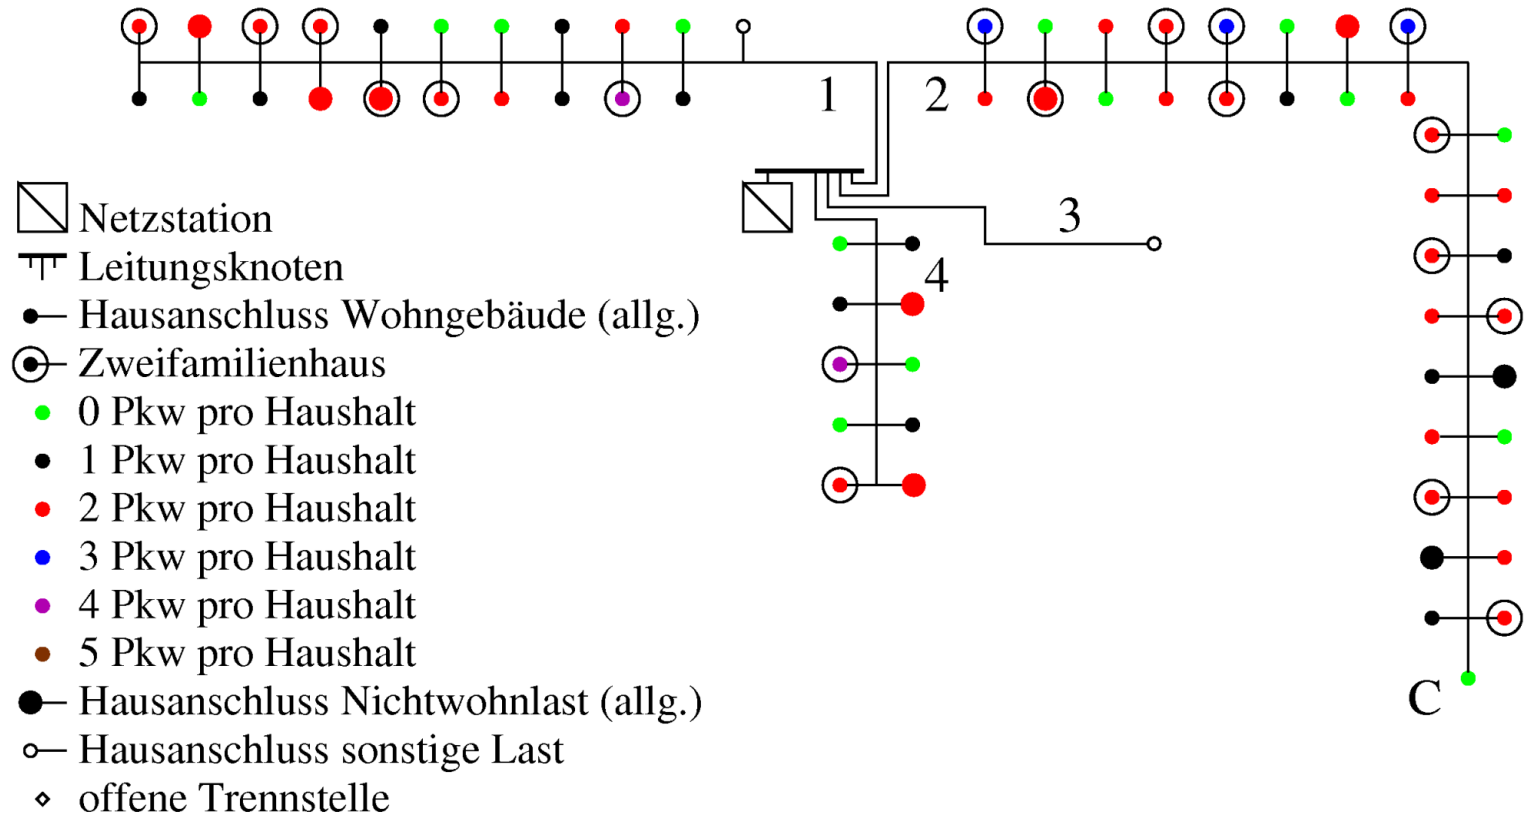 1
2
3
4
C
Netzstation
Leitungsknoten
Hausanschluss Wohngebäude (allg.)
Zweifamilienhaus
0 Pkw pro Haushalt
1 Pkw pro Haushalt
2 Pkw pro Haushalt
3 Pkw pro Haushalt
4 Pkw pro Haushalt
5 Pkw pro Haushalt
Hausanschluss Nichtwohnlast (allg.)
Hausanschluss sonstige Last
offene Trennstelle